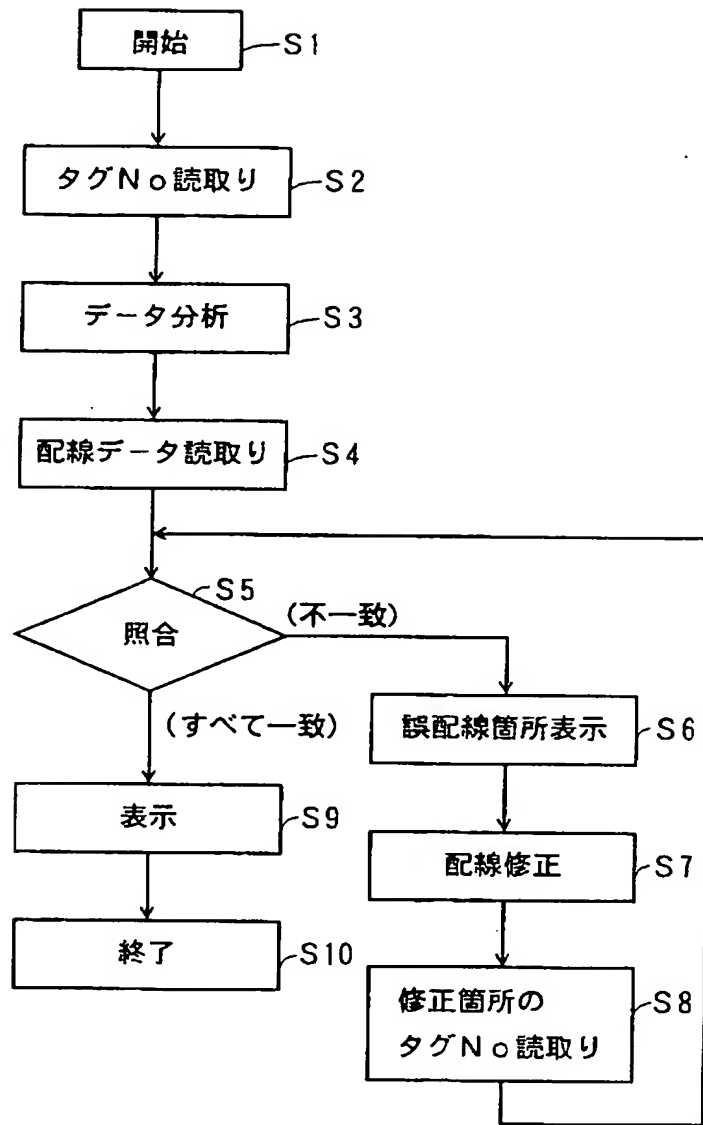 開始
S1
タグNo読取り
S2
データ分析
S3
配線データ読取り
S4
S5
照合
(不一致)
(すべて一致)
誤配線箇所表示
S6
表示
S9
配線修正
S7
終了
S10
修正箇所の
タグNo読取り
S8